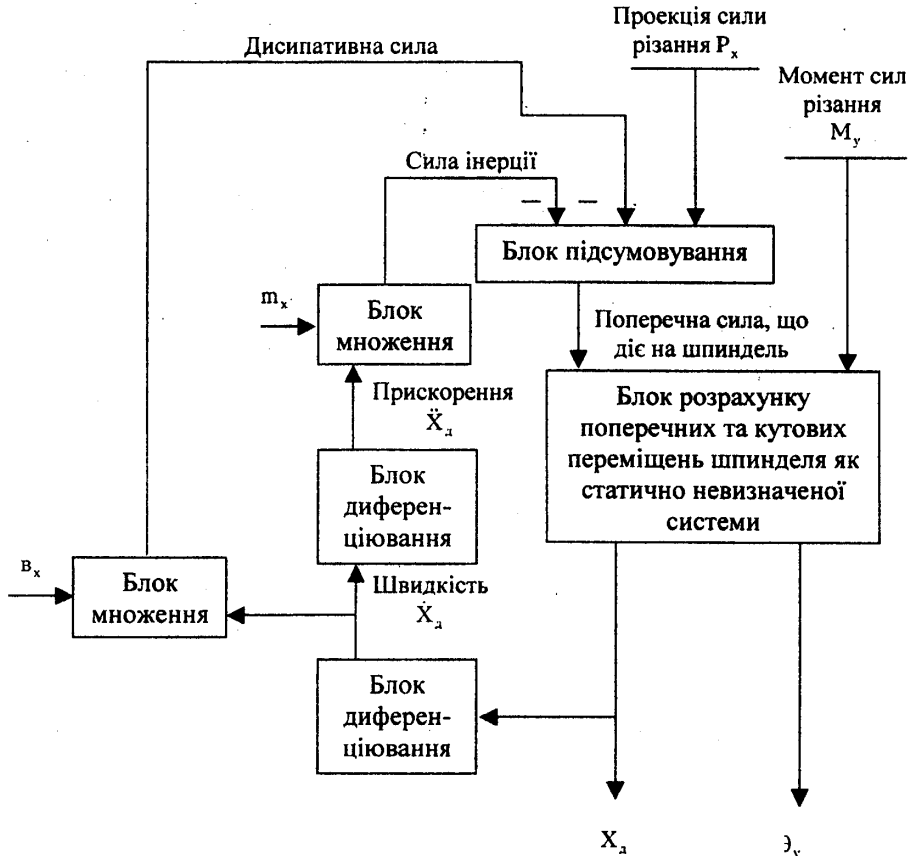 Проекція сили
різання Pₓ
Дисипативна сила
Момент сил
різання
Mᵧ
Сила інерції
– –
Блок підсумовування
mₓ
Блок
множення
Поперечна сила, що
діє на шпиндель
Прискорення
Ẍд
Блок розрахунку
поперечних та кутових
переміщень шпинделя як
статично невизначеної
системи
Блок
диферен-
ціювання
вₓ
Блок
множення
Швидкість
Ẋд
Блок
диферен-
ціювання
Xд